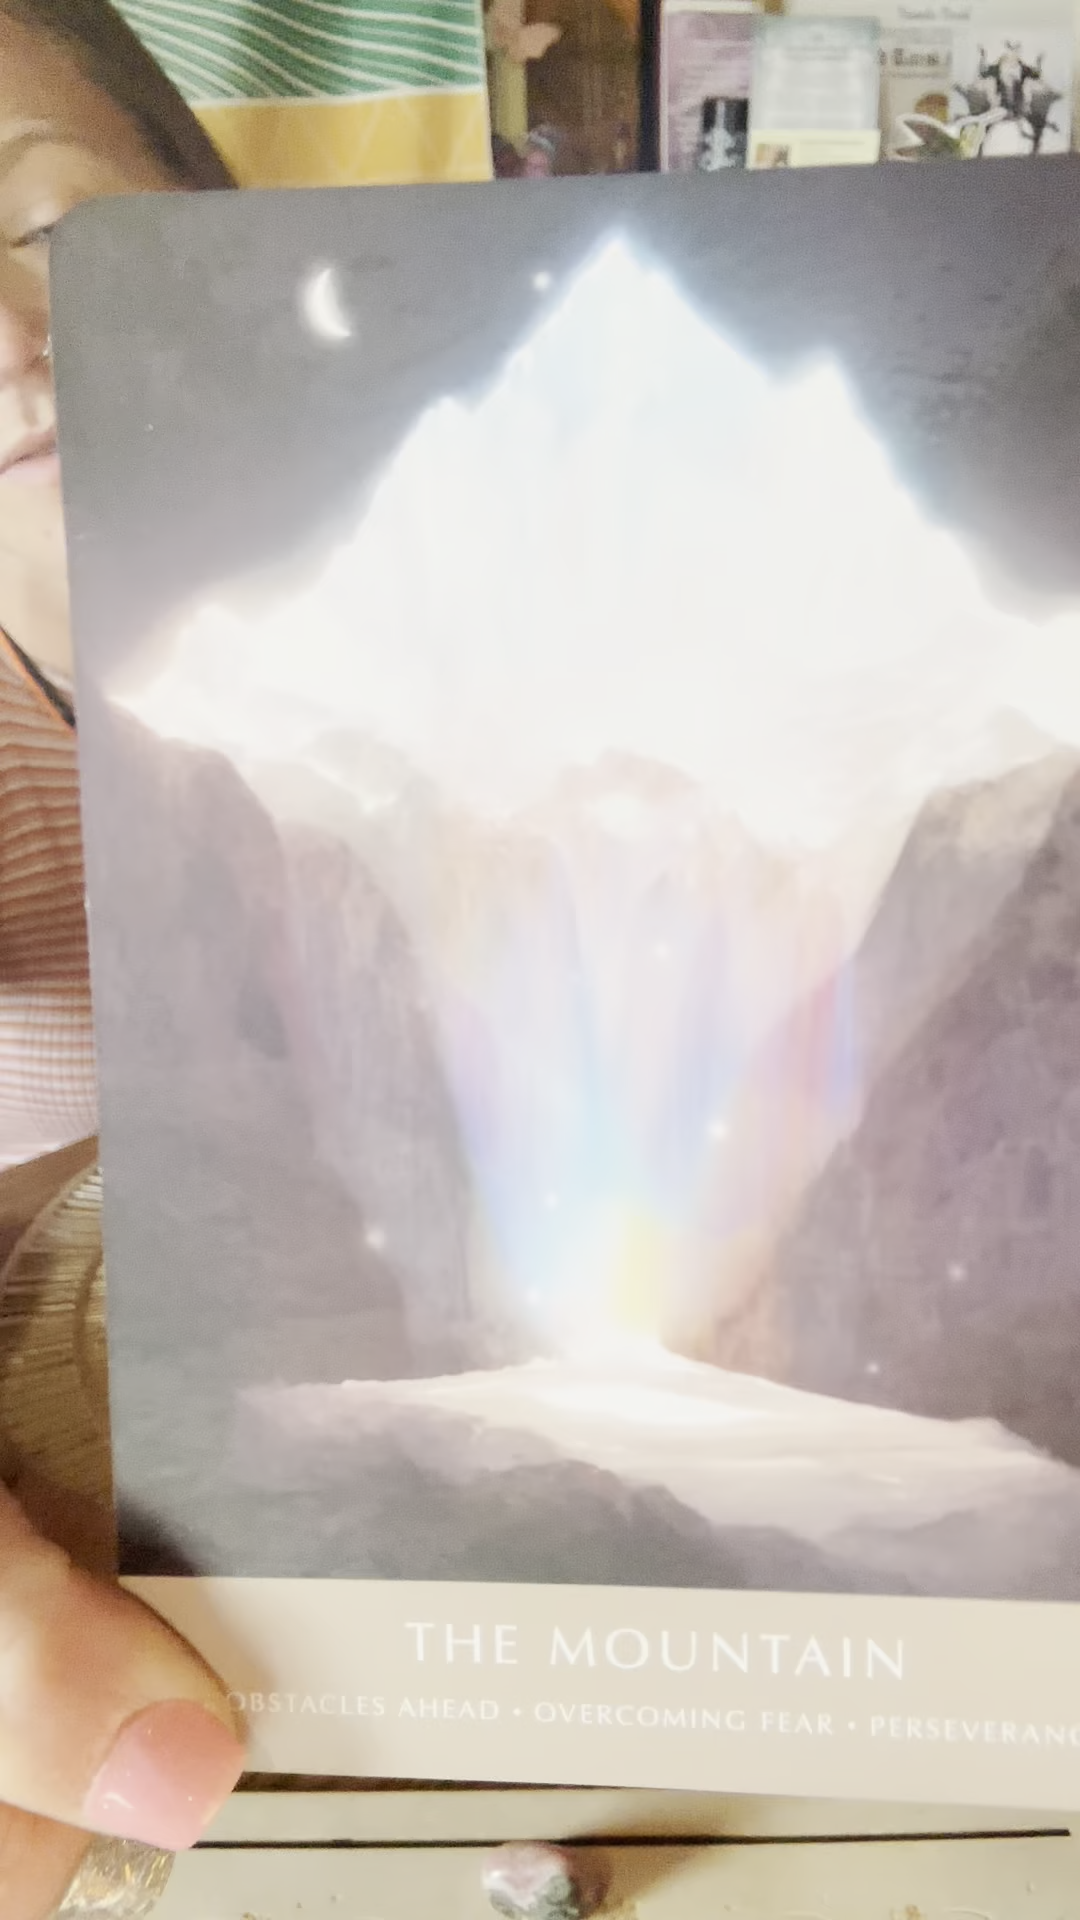 THE MOUNTAIN
OBSTACLES AHEAD • OVERCOMING FEAR • PERSEVERANC